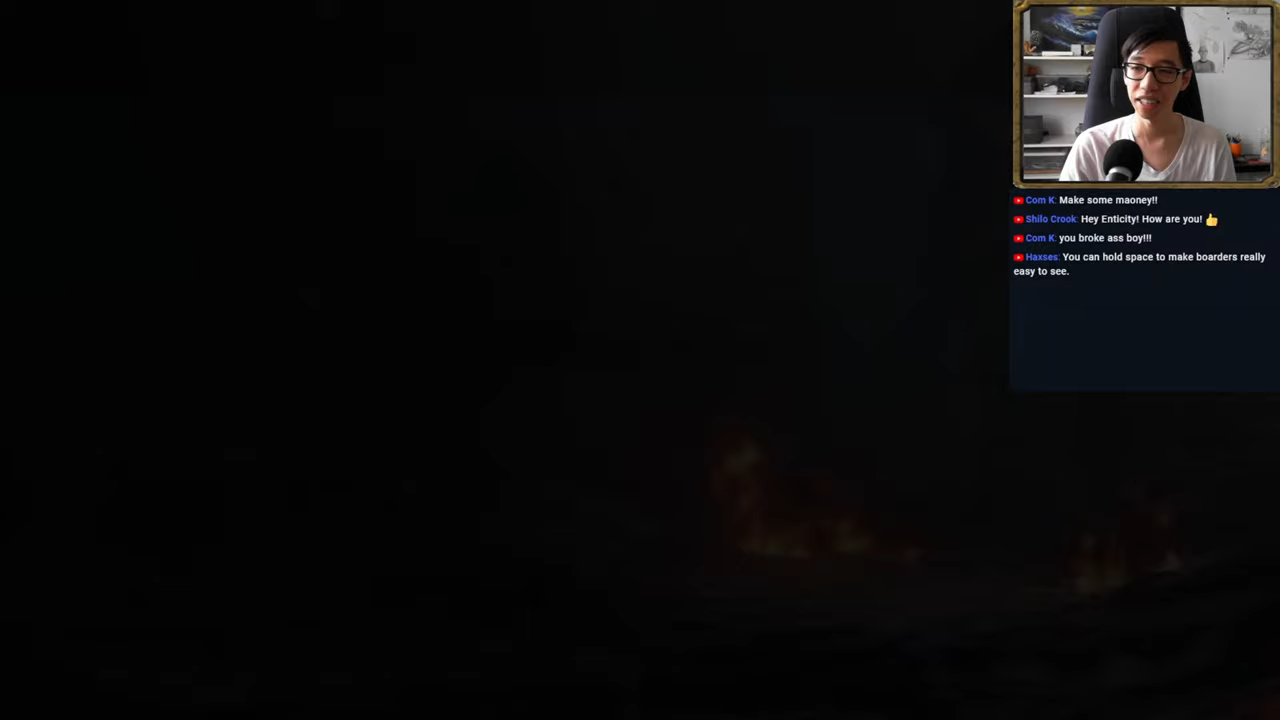 Com K: Make some maoney!!
Shilo Crook: Hey Enticity! How are you! 👍
Com K: you broke ass boy!!!
Haxses: You can hold space to make boarders really
easy to see.